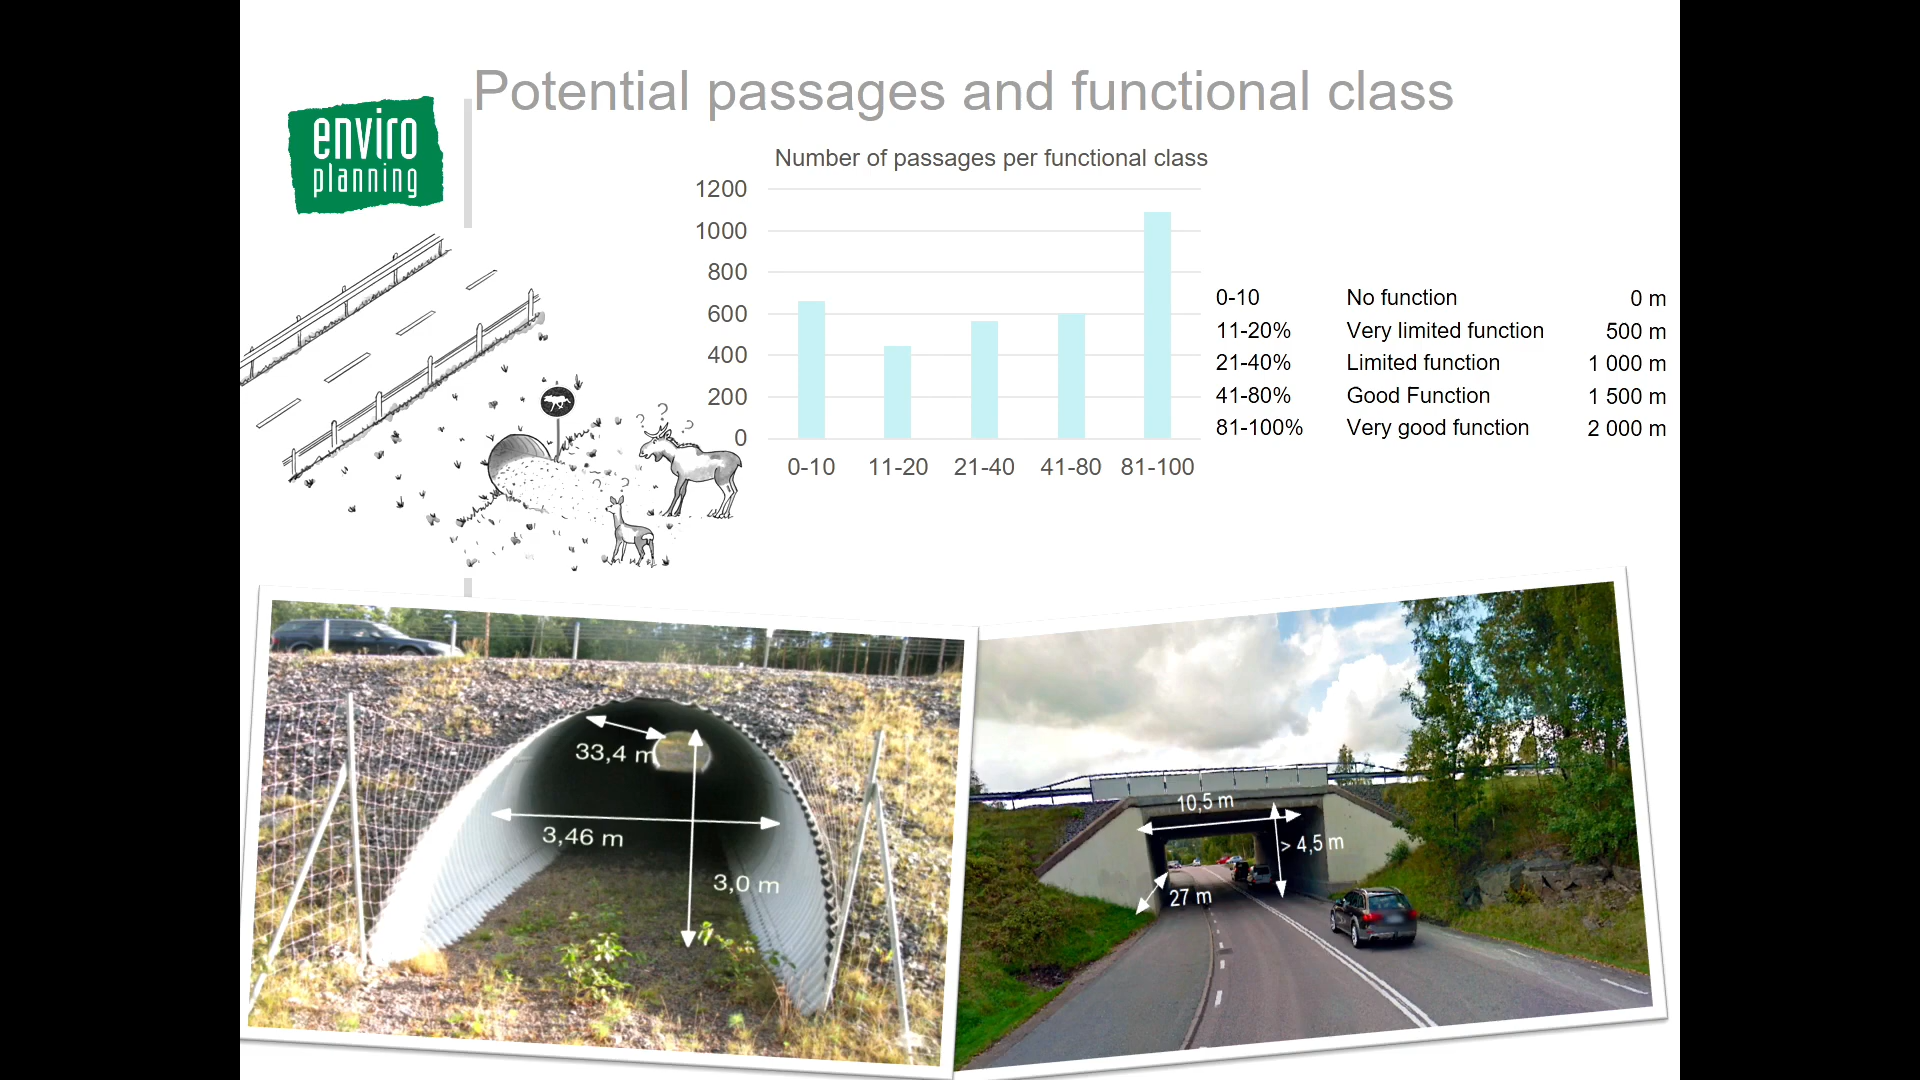 Potential passages and functional class
enviro
planning
Number of passages per functional class
1200
1000
800
600
400
200
0
0-10 11-20 21-40 41-80 81-100
0-10 No function 0 m
11-20% Very limited function 500 m
21-40% Limited function 1 000 m
41-80% Good Function 1 500 m
81-100% Very good function 2 000 m
? ? ?
? ?
33,4 m
3,46 m
3,0 m
10,5 m
> 4,5 m
27 m